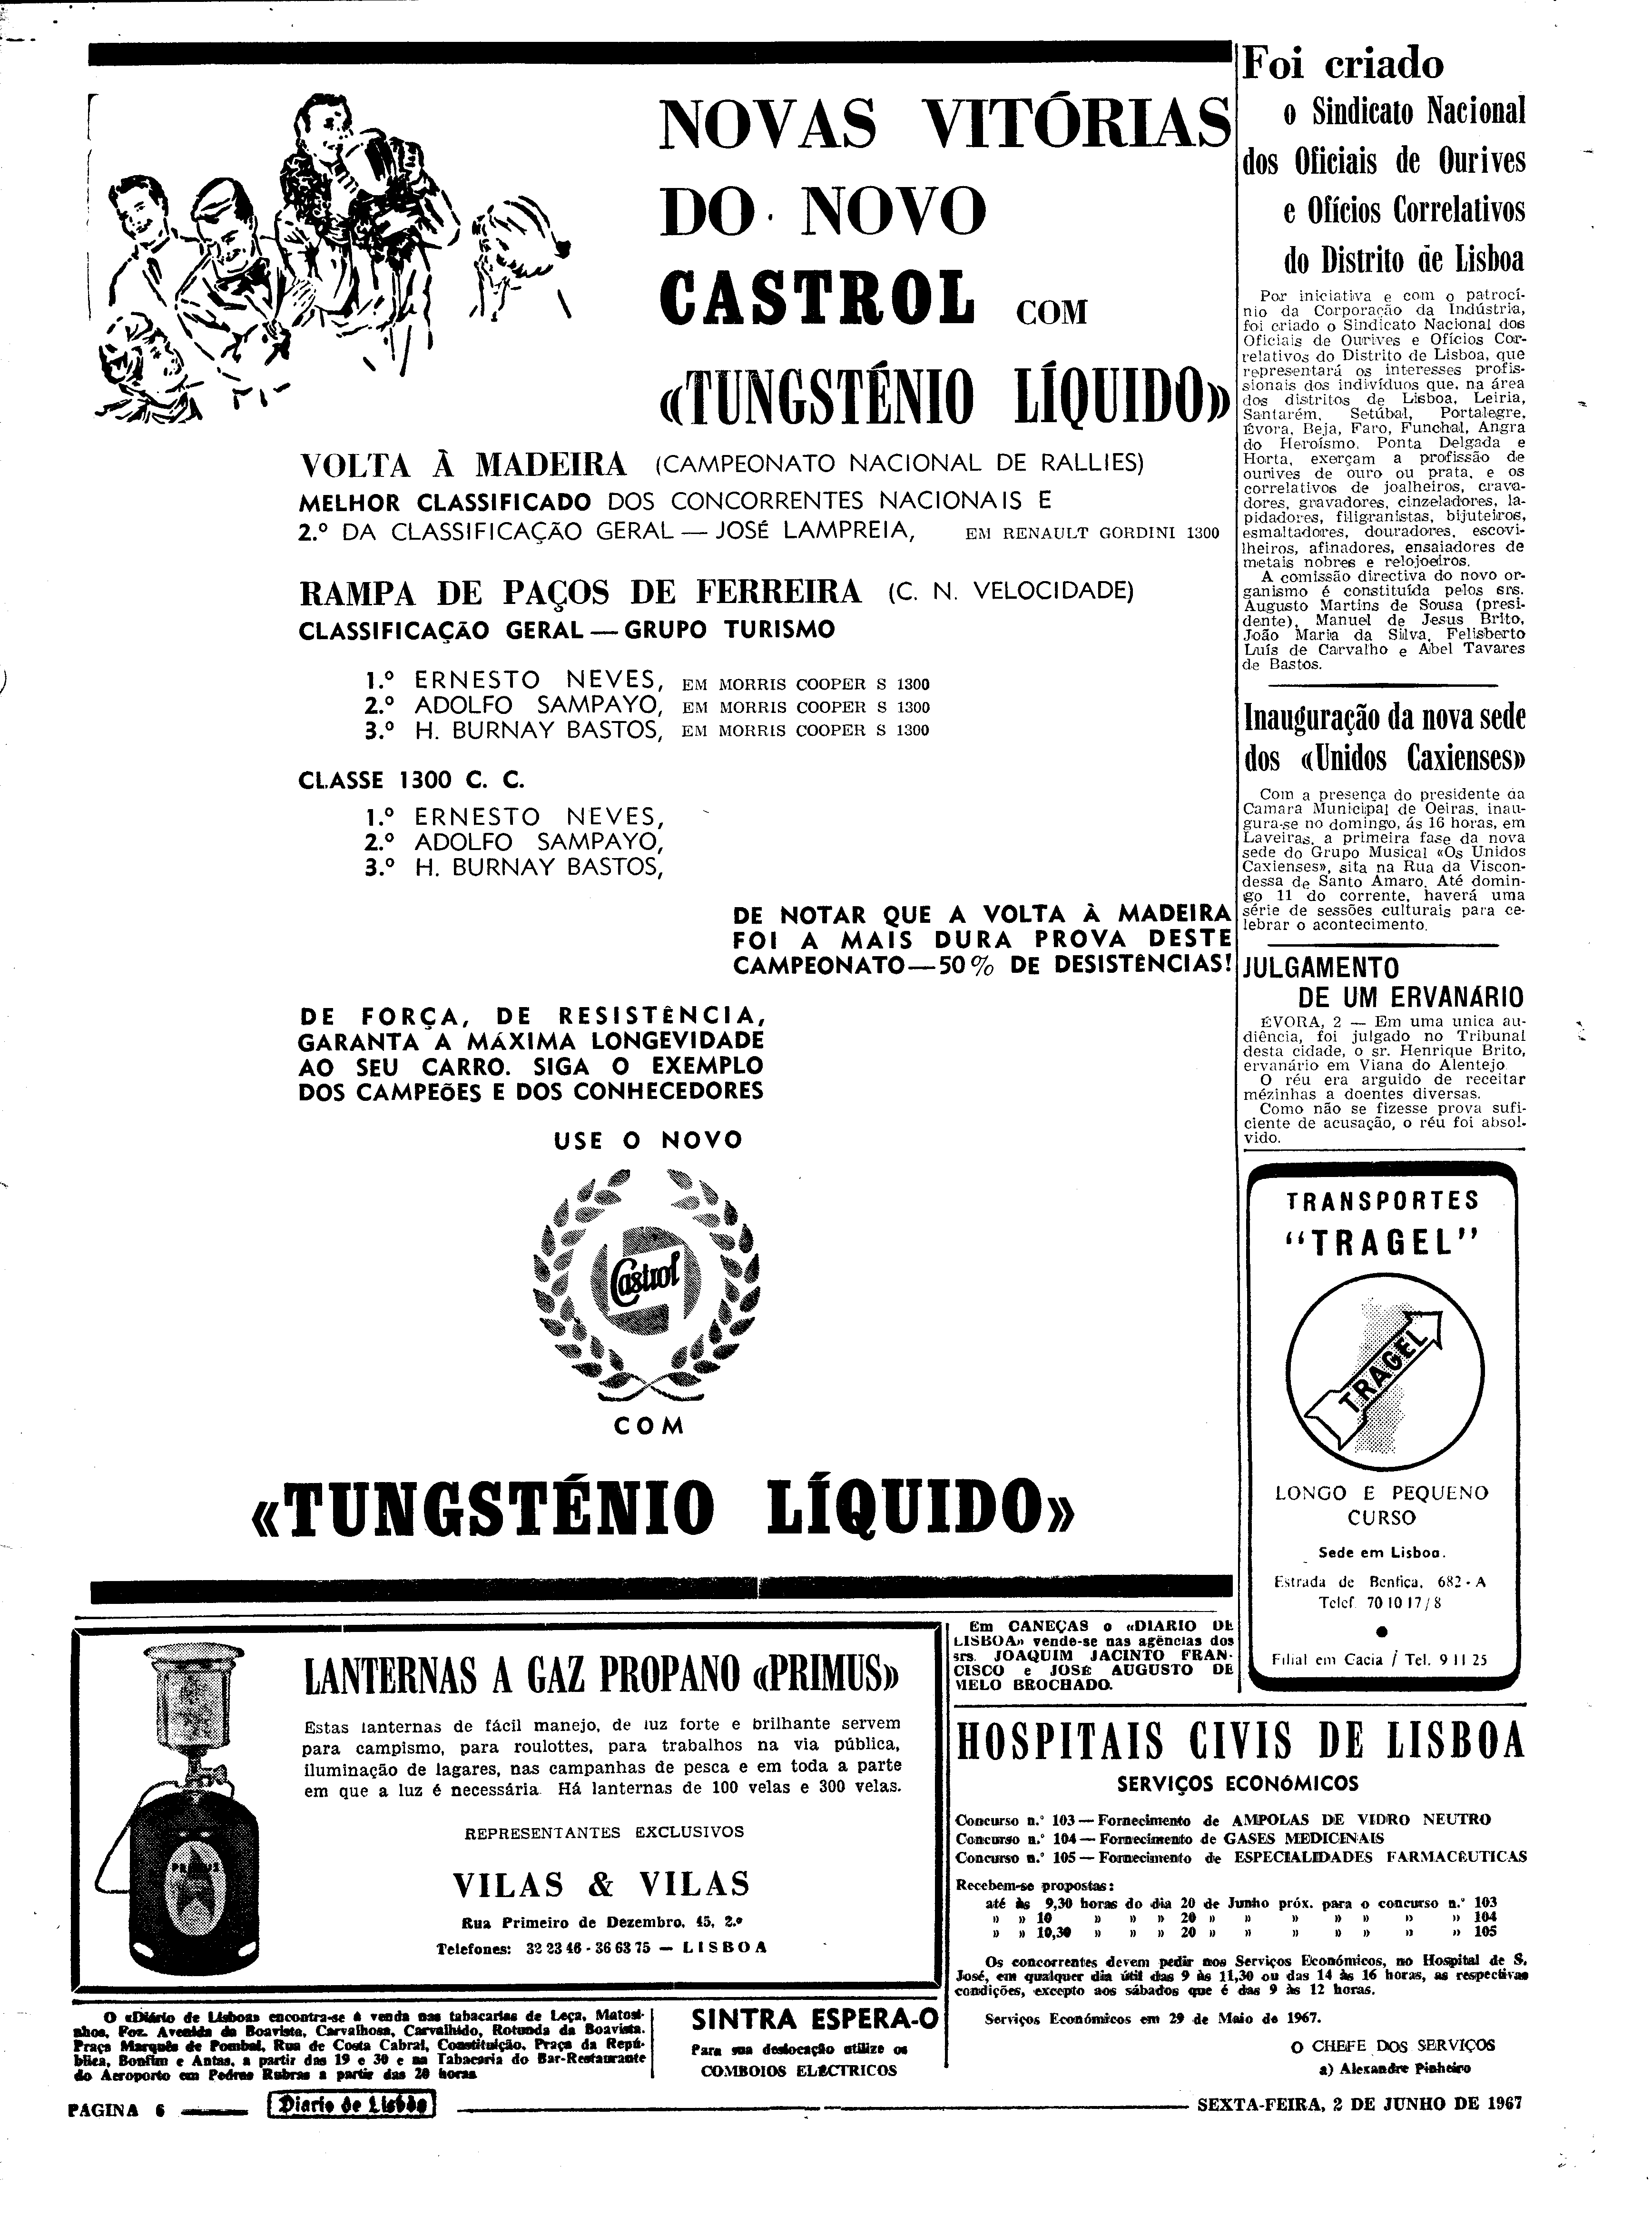 NOVAS VITÓRIAS
DO NOVO
CASTROL COM
«TUNGSTÉNIO LÍQUIDO»
VOLTA À MADEIRA (CAMPEONATO NACIONAL DE RALLIES)
MELHOR CLASSIFICADO DOS CONCORRENTES NACIONAIS E
2.º DA CLASSIFICAÇÃO GERAL — JOSÉ LAMPREIA, EM RENAULT GORDINI 1300
RAMPA DE PAÇOS DE FERREIRA (C. N. VELOCIDADE)
CLASSIFICAÇÃO GERAL — GRUPO TURISMO
1.º ERNESTO NEVES, EM MORRIS COOPER S 1300
2.º ADOLFO SAMPAYO, EM MORRIS COOPER S 1300
3.º H. BURNAY BASTOS, EM MORRIS COOPER S 1300
CLASSE 1300 C. C.
1.º ERNESTO NEVES,
2.º ADOLFO SAMPAYO,
3.º H. BURNAY BASTOS,
DE NOTAR QUE A VOLTA À MADEIRA
FOI A MAIS DURA PROVA DESTE
CAMPEONATO — 50% DE DESISTÊNCIAS!
DE FORÇA, DE RESISTÊNCIA,
GARANTA A MÁXIMA LONGEVIDADE
AO SEU CARRO. SIGA O EXEMPLO
DOS CAMPEÕES E DOS CONHECEDORES
USE O NOVO
Castrol
COM
«TUNGSTÉNIO LÍQUIDO»
Foi criado
o Sindicato Nacional
dos Oficiais de Ourives
e Ofícios Correlativos
do Distrito de Lisboa
Por iniciativa e com o patrocí-
nio da Corporação da Indústria,
foi criado o Sindicato Nacional dos
Oficiais de Ourives e Ofícios Cor-
relativos do Distrito de Lisboa, que
representará os interesses profis-
sionais dos indivíduos que, na área
dos distritos de Lisboa, Leiria,
Santarém, Setúbal, Portalegre,
Évora, Beja, Faro, Funchal, Angra
do Heroísmo, Ponta Delgada e
Horta, exerçam a profissão de
ourives de ouro ou prata, e os
correlativos de joalheiros, crava-
dores, gravadores, cinzeladores, la-
pidadores, filigranistas, bijuteiros,
esmaltadores, douradores, escovi-
lheiros, afinadores, ensaiadores de
metais nobres e relojoeiros.
A comissão directiva do novo or-
ganismo é constituída pelos srs.
Augusto Martins de Sousa (presi-
dente), Manuel de Jesus Brito,
João Maria da Silva, Felisberto
Luís de Carvalho e Abel Tavares
de Bastos.
Inauguração da nova sede
dos «Unidos Caxienses»
Com a presença do presidente da
Camara Municipal de Oeiras, inau-
gura-se no domingo, ás 16 horas, em
Laveiras, a primeira fase da nova
sede do Grupo Musical «Os Unidos
Caxienses», sita na Rua da Viscon-
dessa de Santo Amaro. Até domin-
go 11 do corrente, haverá uma
série de sessões culturais para ce-
lebrar o acontecimento.
JULGAMENTO
DE UM ERVANÁRIO
ÉVORA, 2 — Em uma unica au-
diência, foi julgado no Tribunal
desta cidade, o sr. Henrique Brito,
ervanário em Viana do Alentejo.
O réu era arguido de receitar
mézinhas a doentes diversas.
Como não se fizesse prova sufi-
ciente de acusação, o réu foi absol-
vido.
TRANSPORTES
"TRAGEL"
TRAGEL
LONGO E PEQUENO
CURSO
Sede em Lisboa.
Estrada de Benfica, 682-A
Telef. 70 10 17/8
Filial em Cacia / Tel. 9 11 25
LANTERNAS A GAZ PROPANO «PRIMUS»
Estas lanternas de fácil manejo, de luz forte e brilhante servem
para campismo, para roulottes, para trabalhos na via pública,
iluminação de lagares, nas campanhas de pesca e em toda a parte
em que a luz é necessária. Há lanternas de 100 velas e 300 velas.
REPRESENTANTES EXCLUSIVOS
VILAS & VILAS
Rua Primeiro de Dezembro, 45, 2.º
Telefones: 32 23 46 - 36 63 75 — LISBOA
PRIMUS
Em CANEÇAS o «DIARIO DE
LISBOA» vende-se nas agências dos
srs. JOAQUIM JACINTO FRAN-
CISCO e JOSÉ AUGUSTO DE
MELO BROCHADO.
HOSPITAIS CIVIS DE LISBOA
SERVIÇOS ECONÓMICOS
Concurso n.º 103 — Fornecimento de AMPOLAS DE VIDRO NEUTRO
Concurso n.º 104 — Fornecimento de GASES MEDICINAIS
Concurso n.º 105 — Fornecimento de ESPECIALIDADES FARMACÊUTICAS
Recebem-se propostas:
até às 9,30 horas do dia 20 de Junho próx. para o concurso n.º 103
» » 10 » » » 20 » » » » » » » 104
» » 10,30 » » » 20 » » » » » » » 105
Os concorrentes devem pedir nos Serviços Económicos, no Hospital de S.
José, em qualquer dia útil das 9 às 11,30 ou das 14 às 16 horas, as respectivas
condições, excepto aos sábados que é das 9 às 12 horas.
Serviços Económicos em 29 de Maio de 1967.
O CHEFE DOS SERVIÇOS
a) Alexandre Pinheiro
O «Diário de Lisboa» encontra-se à venda nas tabacarias de Leça, Matosi-
nhos, Foz, Avenida da Boavista, Carvalhosa, Carvalhido, Rotunda da Boavista.
Praça Marquês de Pombal, Rua de Costa Cabral, Constituição, Praça da Repú-
blica, Bonfim e Antas, a partir das 19 e 30 e na Tabacaria do Bar-Restaurante
do Aeroporto em Pedras Rubras a partir das 20 horas
SINTRA ESPERA-O
Para sua deslocação utilize os
COMBOIOS ELÉCTRICOS
PAGINA 6
Diario de Lisboa
SEXTA-FEIRA, 2 DE JUNHO DE 1967